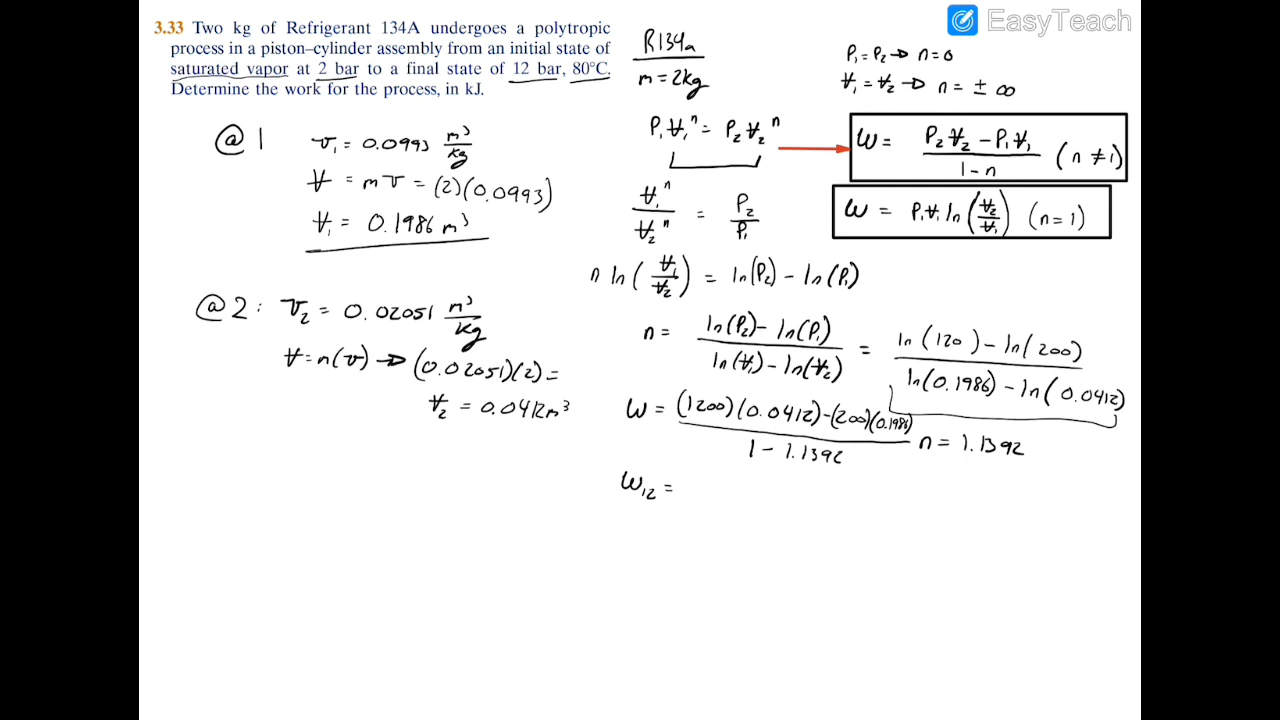 EasyTeach
3.33 Two kg of Refrigerant 134A undergoes a polytropic
process in a piston–cylinder assembly from an initial state of
saturated vapor at 2 bar to a final state of 12 bar, 80°C.
Determine the work for the process, in kJ.
R134a
m = 2kg
P₁ = P₂ → n = 0
V₁ = V₂ → n = ± ∞
@ 1
v₁ = 0.0993 m³/kg
V = mv = (2)(0.0993)
V₁ = 0.1986 m³
@ 2: v₂ = 0.02051 m³/kg
V = n(v) → (0.02051)(2) =
V₂ = 0.0412m³
P₁V₁ⁿ = P₂V₂ⁿ
W = (P₂V₂ – P₁V₁)/(1 – n) (n ≠ 1)
W = P₁V₁ ln(V₂/V₁) (n = 1)
V₁ⁿ/V₂ⁿ = P₂/P₁
n ln(V₁/V₂) = ln(P₂) – ln(P₁)
n = (ln(P₂) – ln(P₁))/(ln(V₁) – ln(V₂)) = (ln(120) – ln(200))/(ln(0.1986) – ln(0.0412))
n = 1.1392
W = ((1200)(0.0412) – (200)(0.1986))/(1 – 1.1392)
W₁₂ =